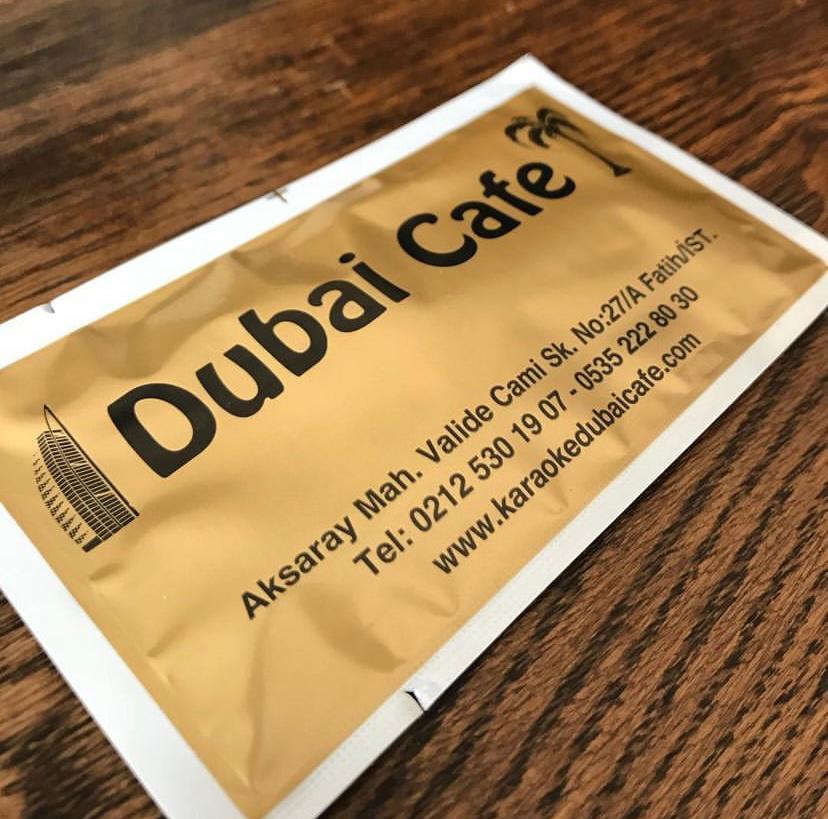 Dubai Cafe
Aksaray Mah. Valide Cami Sk. No:27/A Fatih/İST.
Tel: 0212 530 19 07 - 0535 222 80 30
www.karaokedubaicafe.com